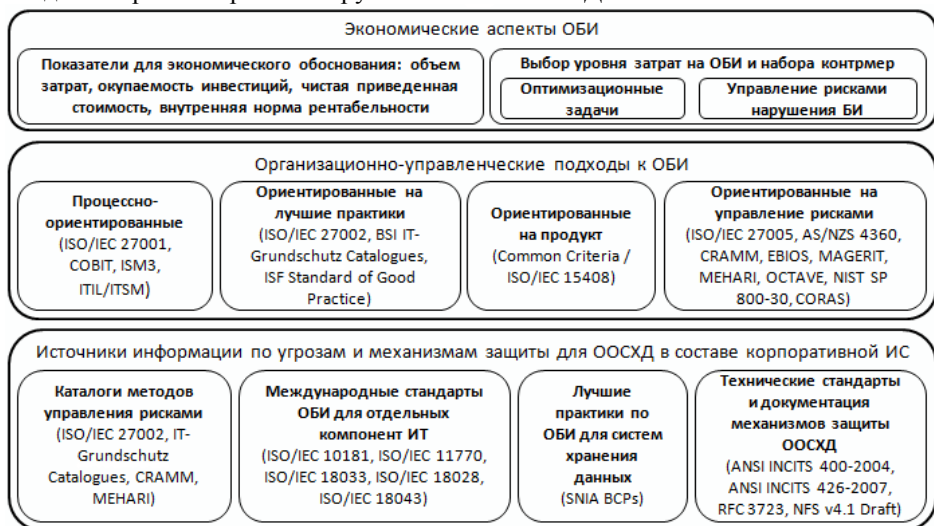 Экономические аспекты ОБИ
Показатели для экономического обоснования: объем
затрат, окупаемость инвестиций, чистая приведенная
стоимость, внутренняя норма рентабельности
Выбор уровня затрат на ОБИ и набора контрмер
Оптимизационные
задачи
Управление рисками
нарушения БИ
Организационно-управленческие подходы к ОБИ
Процессно-
ориентированные
(ISO/IEC 27001,
COBIT, ISM3,
ITIL/ITSM)
Ориентированные на
лучшие практики
(ISO/IEC 27002, BSI IT-
Grundschutz Catalogues,
ISF Standard of Good
Practice)
Ориентированные
на продукт
(Common Criteria /
ISO/IEC 15408)
Ориентированные на
управление рисками
(ISO/IEC 27005, AS/NZS 4360,
CRAMM, EBIOS, MAGERIT,
MEHARI, OCTAVE, NIST SP
800-30, CORAS)
Источники информации по угрозам и механизмам защиты для ООСХД в составе корпоративной ИС
Каталоги методов
управления рисками
(ISO/IEC 27002, IT-
Grundschutz
Catalogues, CRAMM,
MEHARI)
Международные стандарты
ОБИ для отдельных
компонент ИТ
(ISO/IEC 10181, ISO/IEC 11770,
ISO/IEC 18033, ISO/IEC 18028,
ISO/IEC 18043)
Лучшие
практики по
ОБИ для систем
хранения
данных
(SNIA BCPs)
Технические стандарты
и документация
механизмов защиты
ООСХД
(ANSI INCITS 400-2004,
ANSI INCITS 426-2007,
RFC 3723, NFS v4.1 Draft)